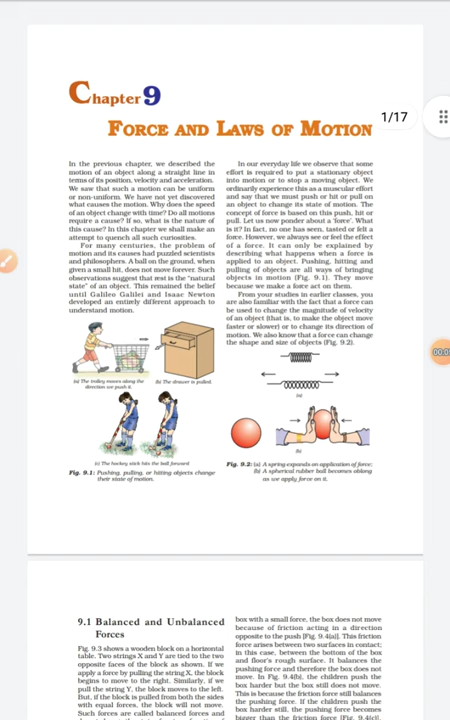 Chapter 9
FORCE AND LAWS OF MOTION
1/17
In the previous chapter, we described the
motion of an object along a straight line in
terms of its position, velocity and acceleration.
We saw that such a motion can be uniform
or non-uniform. We have not yet discovered
what causes the motion. Why does the speed
of an object change with time? Do all motions
require a cause? If so, what is the nature of
this cause? In this chapter we shall make an
attempt to quench all such curiosities.
For many centuries, the problem of
motion and its causes had puzzled scientists
and philosophers. A ball on the ground, when
given a small hit, does not move forever. Such
observations suggest that rest is the "natural
state" of an object. This remained the belief
until Galileo Galilei and Isaac Newton
developed an entirely different approach to
understand motion.
(a) The trolley moves along the
direction we push it.
(b) The drawer is pulled.
(c) The hockey stick hits the ball forward
Fig. 9.1: Pushing, pulling, or hitting objects change
their state of motion.
In our everyday life we observe that some
effort is required to put a stationary object
into motion or to stop a moving object. We
ordinarily experience this as a muscular effort
and say that we must push or hit or pull on
an object to change its state of motion. The
concept of force is based on this push, hit or
pull. Let us now ponder about a 'force'. What
is it? In fact, no one has seen, tasted or felt a
force. However, we always see or feel the effect
of a force. It can only be explained by
describing what happens when a force is
applied to an object. Pushing, hitting and
pulling of objects are all ways of bringing
objects in motion (Fig. 9.1). They move
because we make a force act on them.
From your studies in earlier classes, you
are also familiar with the fact that a force can
be used to change the magnitude of velocity
of an object (that is, to make the object move
faster or slower) or to change its direction of
motion. We also know that a force can change
the shape and size of objects (Fig. 9.2).
(a)
(b)
Fig. 9.2: (a) A spring expands on application of force;
(b) A spherical rubber ball becomes oblong
as we apply force on it.
00:0
9.1 Balanced and Unbalanced
Forces
Fig. 9.3 shows a wooden block on a horizontal
table. Two strings X and Y are tied to the two
opposite faces of the block as shown. If we
apply a force by pulling the string X, the block
begins to move to the right. Similarly, if we
pull the string Y, the block moves to the left.
But, if the block is pulled from both the sides
with equal forces, the block will not move.
Such forces are called balanced forces and
box with a small force, the box does not move
because of friction acting in a direction
opposite to the push [Fig. 9.4(a)]. This friction
force arises between two surfaces in contact;
in this case, between the bottom of the box
and floor's rough surface. It balances the
pushing force and therefore the box does not
move. In Fig. 9.4(b), the children push the
box harder but the box still does not move.
This is because the friction force still balances
the pushing force. If the children push the
box harder still, the pushing force becomes
bigger than the friction force [Fig. 9.4(c)].